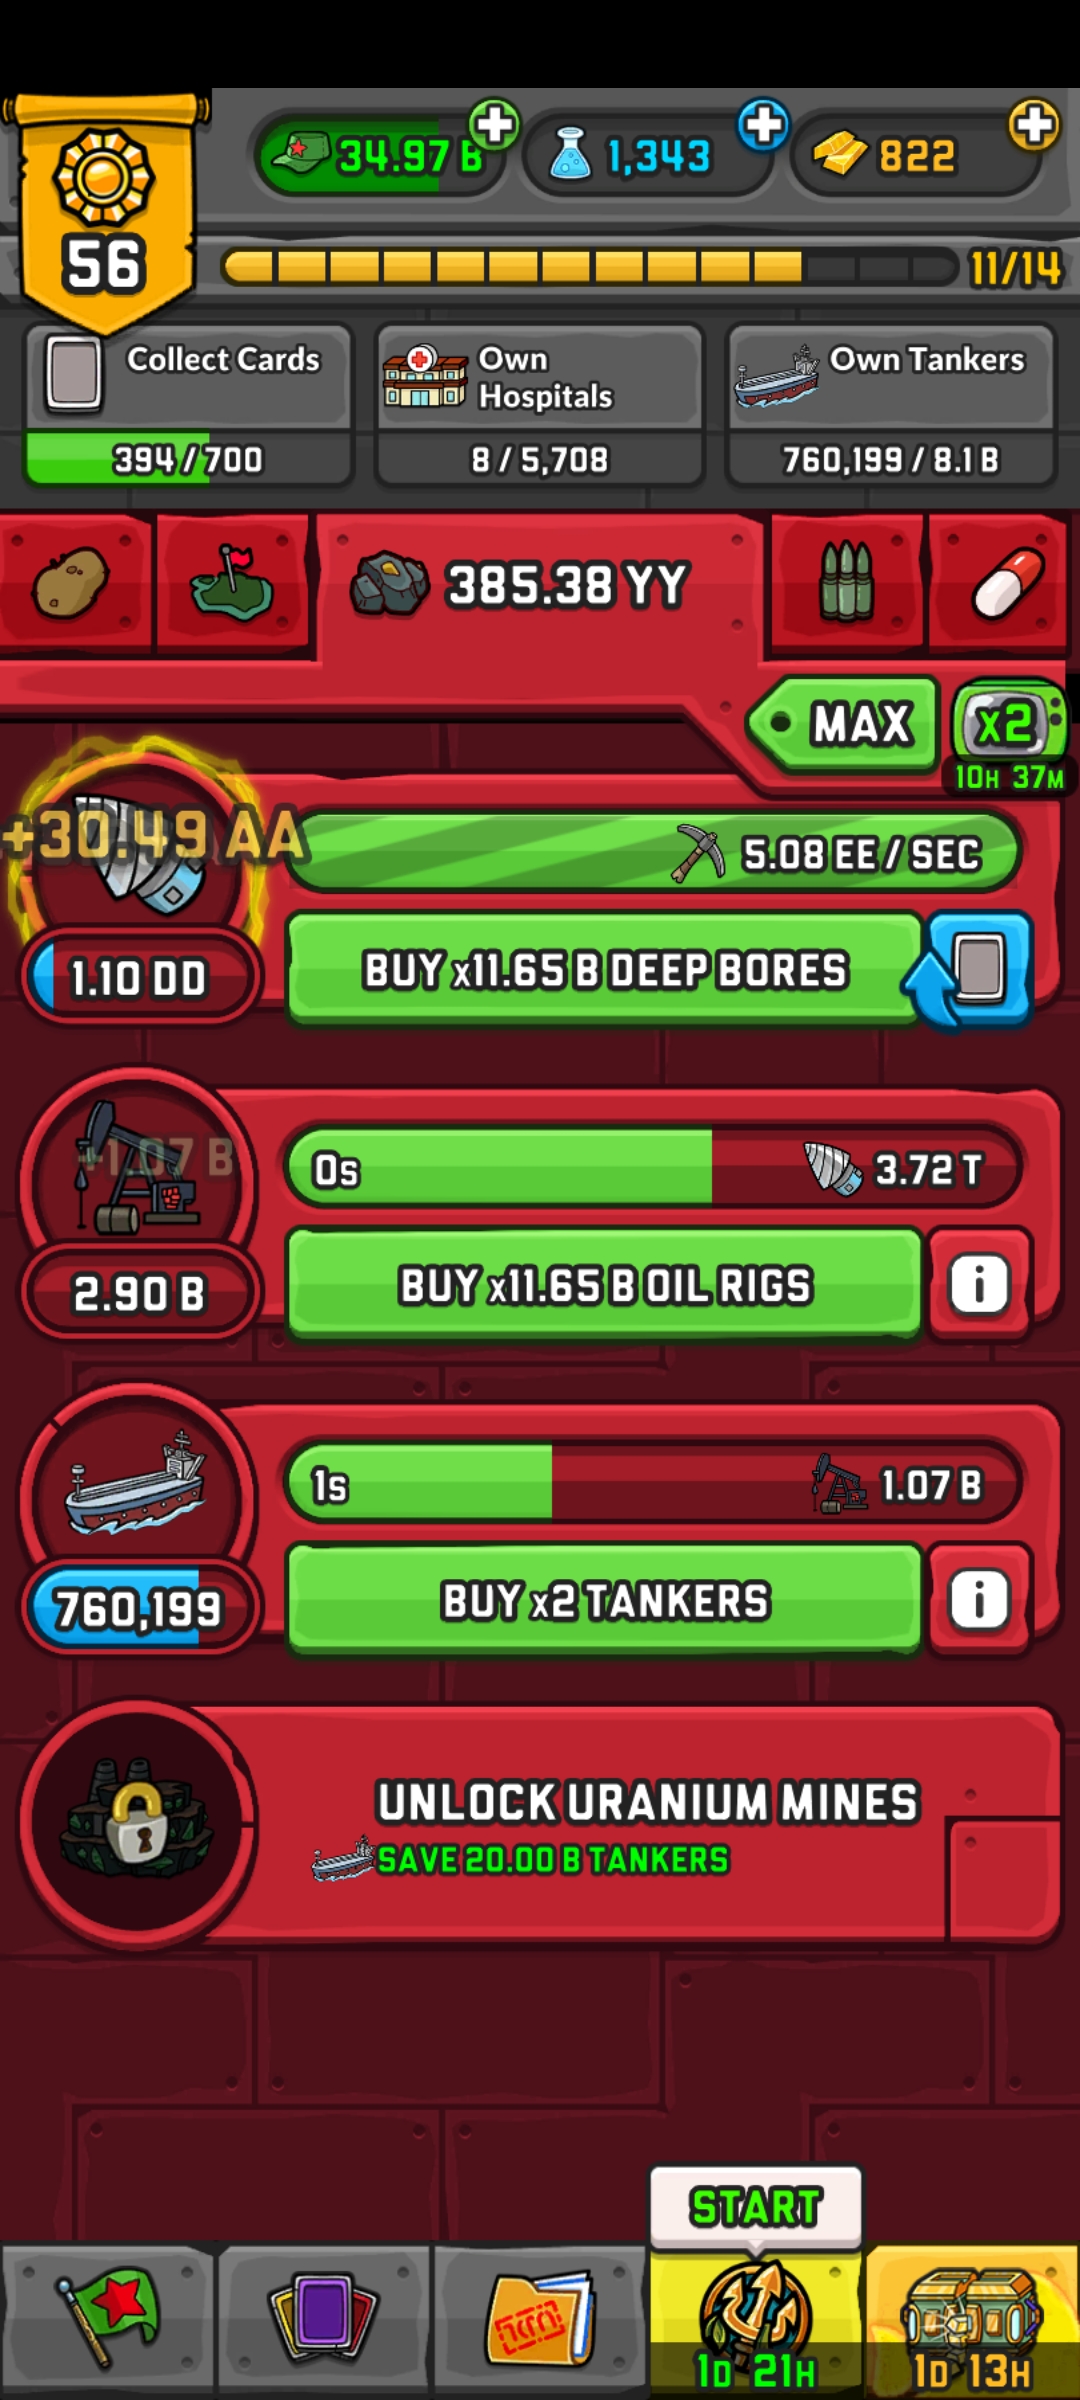 34.97 B
1,343
822
56
11/14
Collect Cards
394 / 700
Own
Hospitals
8 / 5,708
Own Tankers
760,199 / 8.1 B
385.38 YY
MAX
x2
10H 37M
+30.49 AA
5.08 EE / SEC
1.10 DD
BUY x11.65 B DEEP BORES
+1.07 B
0s
3.72 T
2.90 B
BUY x11.65 B OIL RIGS
i
1s
1.07 B
760,199
BUY x2 TANKERS
i
UNLOCK URANIUM MINES
SAVE 20.00 B TANKERS
START
1D 21H
1D 13H